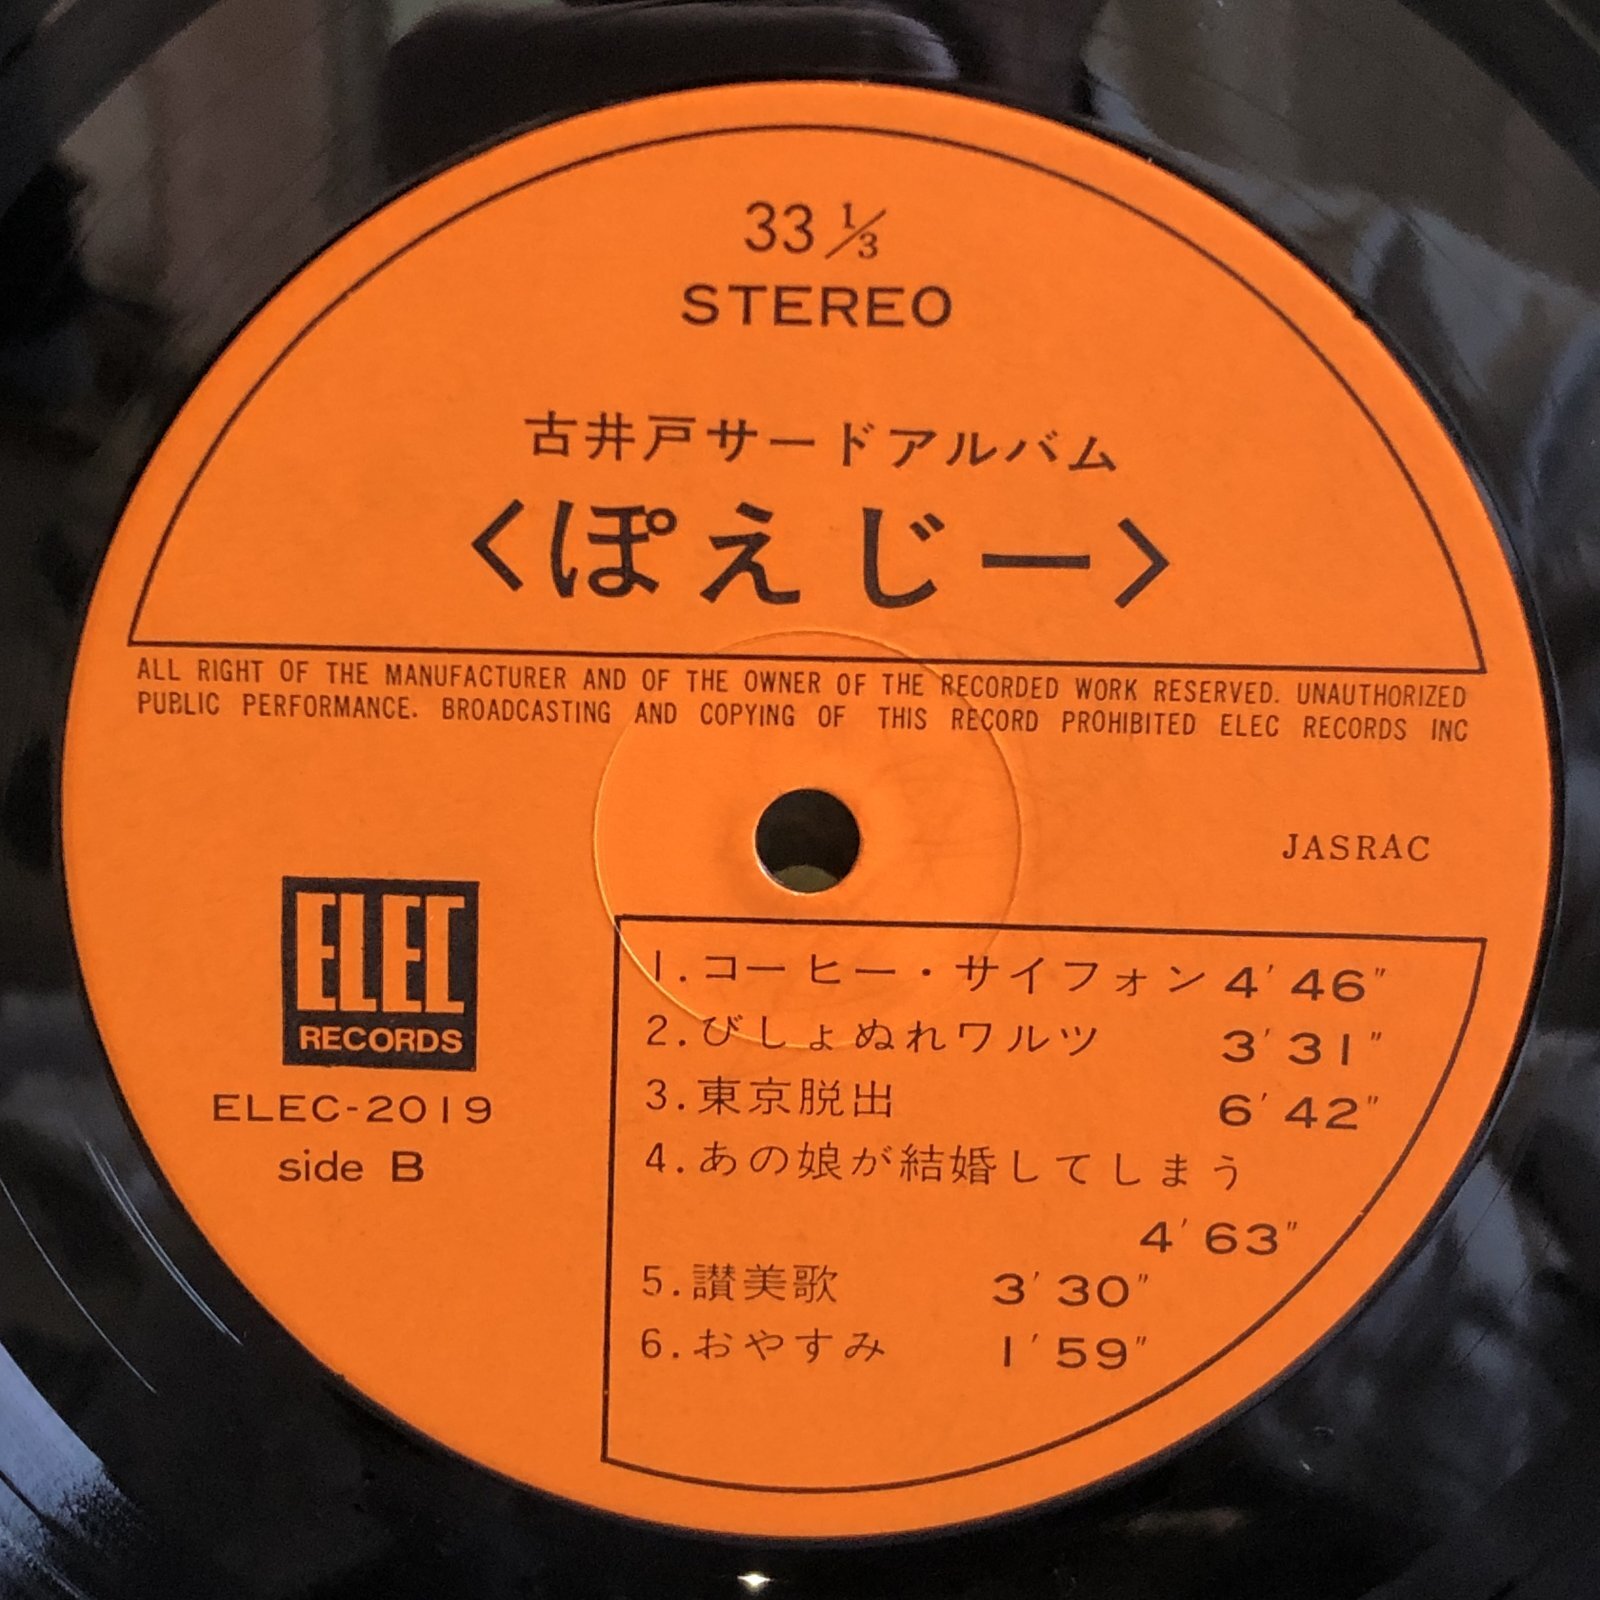 33 1/3
STEREO
古井戸サードアルバム
〈ぽえじー〉
ALL RIGHT OF THE MANUFACTURER AND OF THE OWNER OF THE RECORDED WORK RESERVED. UNAUTHORIZED
PUBLIC PERFORMANCE. BROADCASTING AND COPYING OF THIS RECORD PROHIBITED ELEC RECORDS INC
JASRAC
ELEC
RECORDS
ELEC-2019
side B
1.コーヒー・サイフォン 4′46″
2.びしょぬれワルツ 3′31″
3.東京脱出 6′42″
4.あの娘が結婚してしまう
4′63″
5.讃美歌 3′30″
6.おやすみ 1′59″